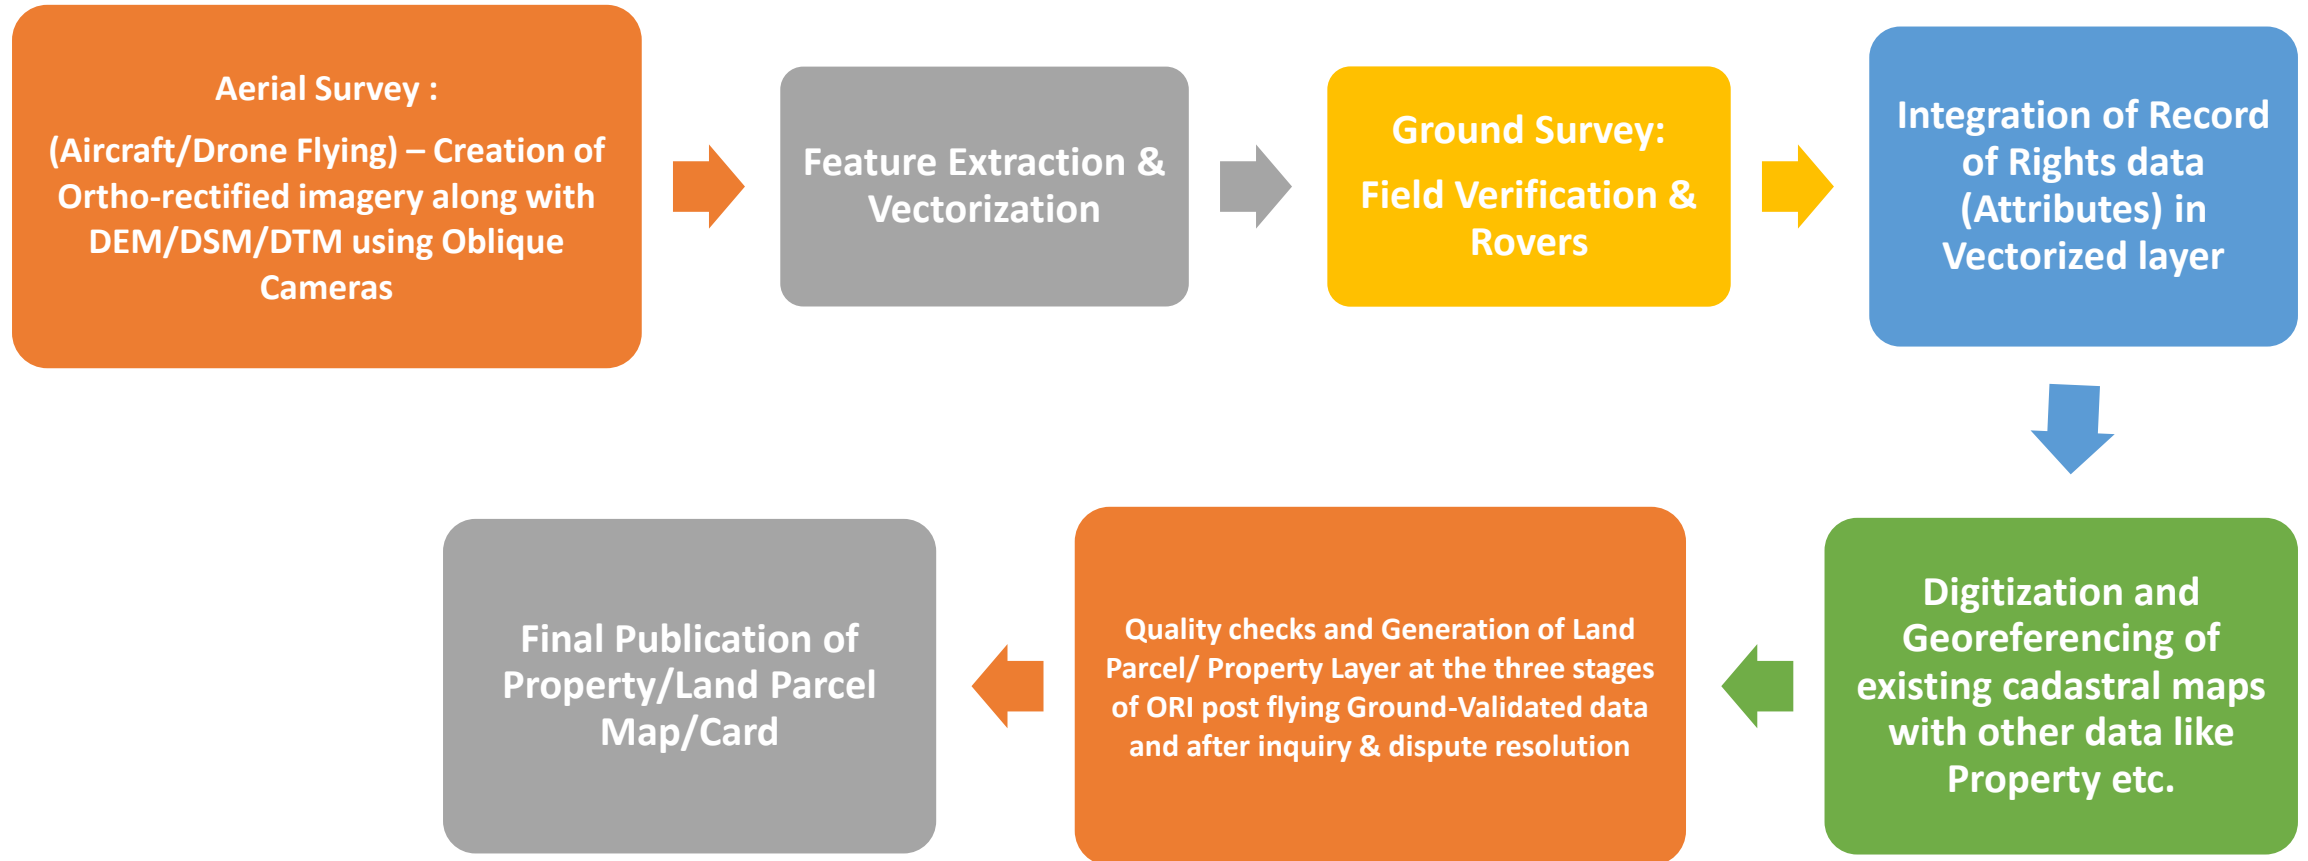 Aerial Survey :
(Aircraft/Drone Flying) – Creation of
Ortho-rectified imagery along with
DEM/DSM/DTM using Oblique
Cameras
Feature Extraction &
Vectorization
Ground Survey:
Field Verification &
Rovers
Integration of Record
of Rights data
(Attributes) in
Vectorized layer
Digitization and
Georeferencing of
existing cadastral maps
with other data like
Property etc.
Quality checks and Generation of Land
Parcel/ Property Layer at the three stages
of ORI post flying Ground-Validated data
and after inquiry & dispute resolution
Final Publication of
Property/Land Parcel
Map/Card